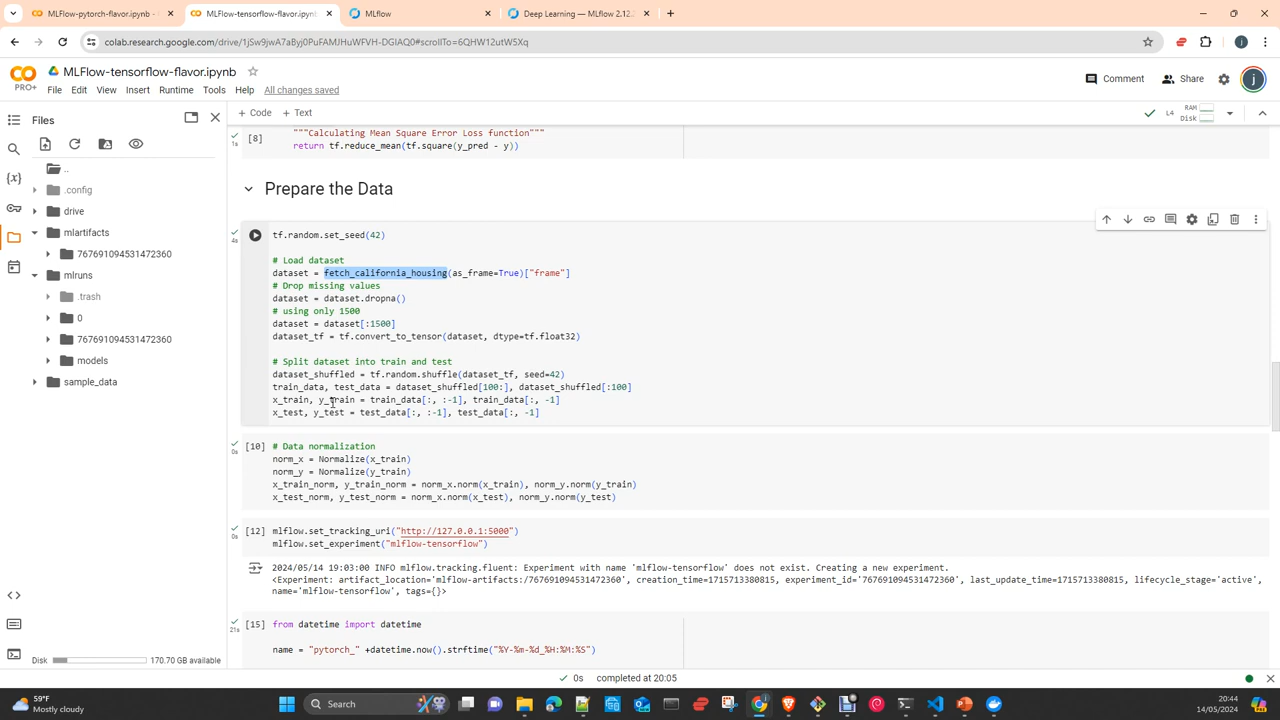 MLFlow-pytorch-flavor.ipynb -
MLFlow-tensorflow-flavor.ipynb
MLflow
Deep Learning — MLflow 2.12.
colab.research.google.com/drive/1jSw9jwA7aByj0PuFAMJHuWFVH-DGIAQ0#scrollTo=6QHW12utW5Xq
PRO+
MLFlow-tensorflow-flavor.ipynb
File Edit View Insert Runtime Tools Help All changes saved
Comment
Share
Files
+ Code + Text
L4
RAM
Disk
..
.config
drive
mlartifacts
767691094531472360
mlruns
.trash
0
767691094531472360
models
sample_data
Disk 170.70 GB available
[8]
1s
"""Calculating Mean Square Error Loss function"""
return tf.reduce_mean(tf.square(y_pred - y))
Prepare the Data
4s
tf.random.set_seed(42)
# Load dataset
dataset = fetch_california_housing(as_frame=True)["frame"]
# Drop missing values
dataset = dataset.dropna()
# using only 1500
dataset = dataset[:1500]
dataset_tf = tf.convert_to_tensor(dataset, dtype=tf.float32)
# Split dataset into train and test
dataset_shuffled = tf.random.shuffle(dataset_tf, seed=42)
train_data, test_data = dataset_shuffled[100:], dataset_shuffled[:100]
x_train, y_train = train_data[:, :-1], train_data[:, -1]
x_test, y_test = test_data[:, :-1], test_data[:, -1]
[10]
0s
# Data normalization
norm_x = Normalize(x_train)
norm_y = Normalize(y_train)
x_train_norm, y_train_norm = norm_x.norm(x_train), norm_y.norm(y_train)
x_test_norm, y_test_norm = norm_x.norm(x_test), norm_y.norm(y_test)
[12]
0s
mlflow.set_tracking_uri("http://127.0.0.1:5000")
mlflow.set_experiment("mlflow-tensorflow")
2024/05/14 19:03:00 INFO mlflow.tracking.fluent: Experiment with name 'mlflow-tensorflow' does not exist. Creating a new experiment.
<Experiment: artifact_location='mlflow-artifacts:/767691094531472360', creation_time=1715713380815, experiment_id='767691094531472360', last_update_time=1715713380815, lifecycle_stage='active',
name='mlflow-tensorflow', tags={}>
[15]
21s
from datetime import datetime
name = "pytorch_" +datetime.now().strftime("%Y-%m-%d_%H:%M:%S")
0s completed at 20:05
59°F
Mostly cloudy
Search
20:44
14/05/2024